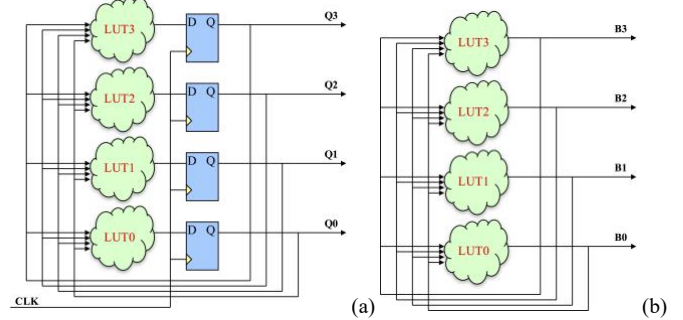 LUT3 D Q Q3
LUT2 D Q Q2
LUT1 D Q Q1
LUT0 D Q Q0
CLK
(a)
LUT3 B3
LUT2 B2
LUT1 B1
LUT0 B0
(b)